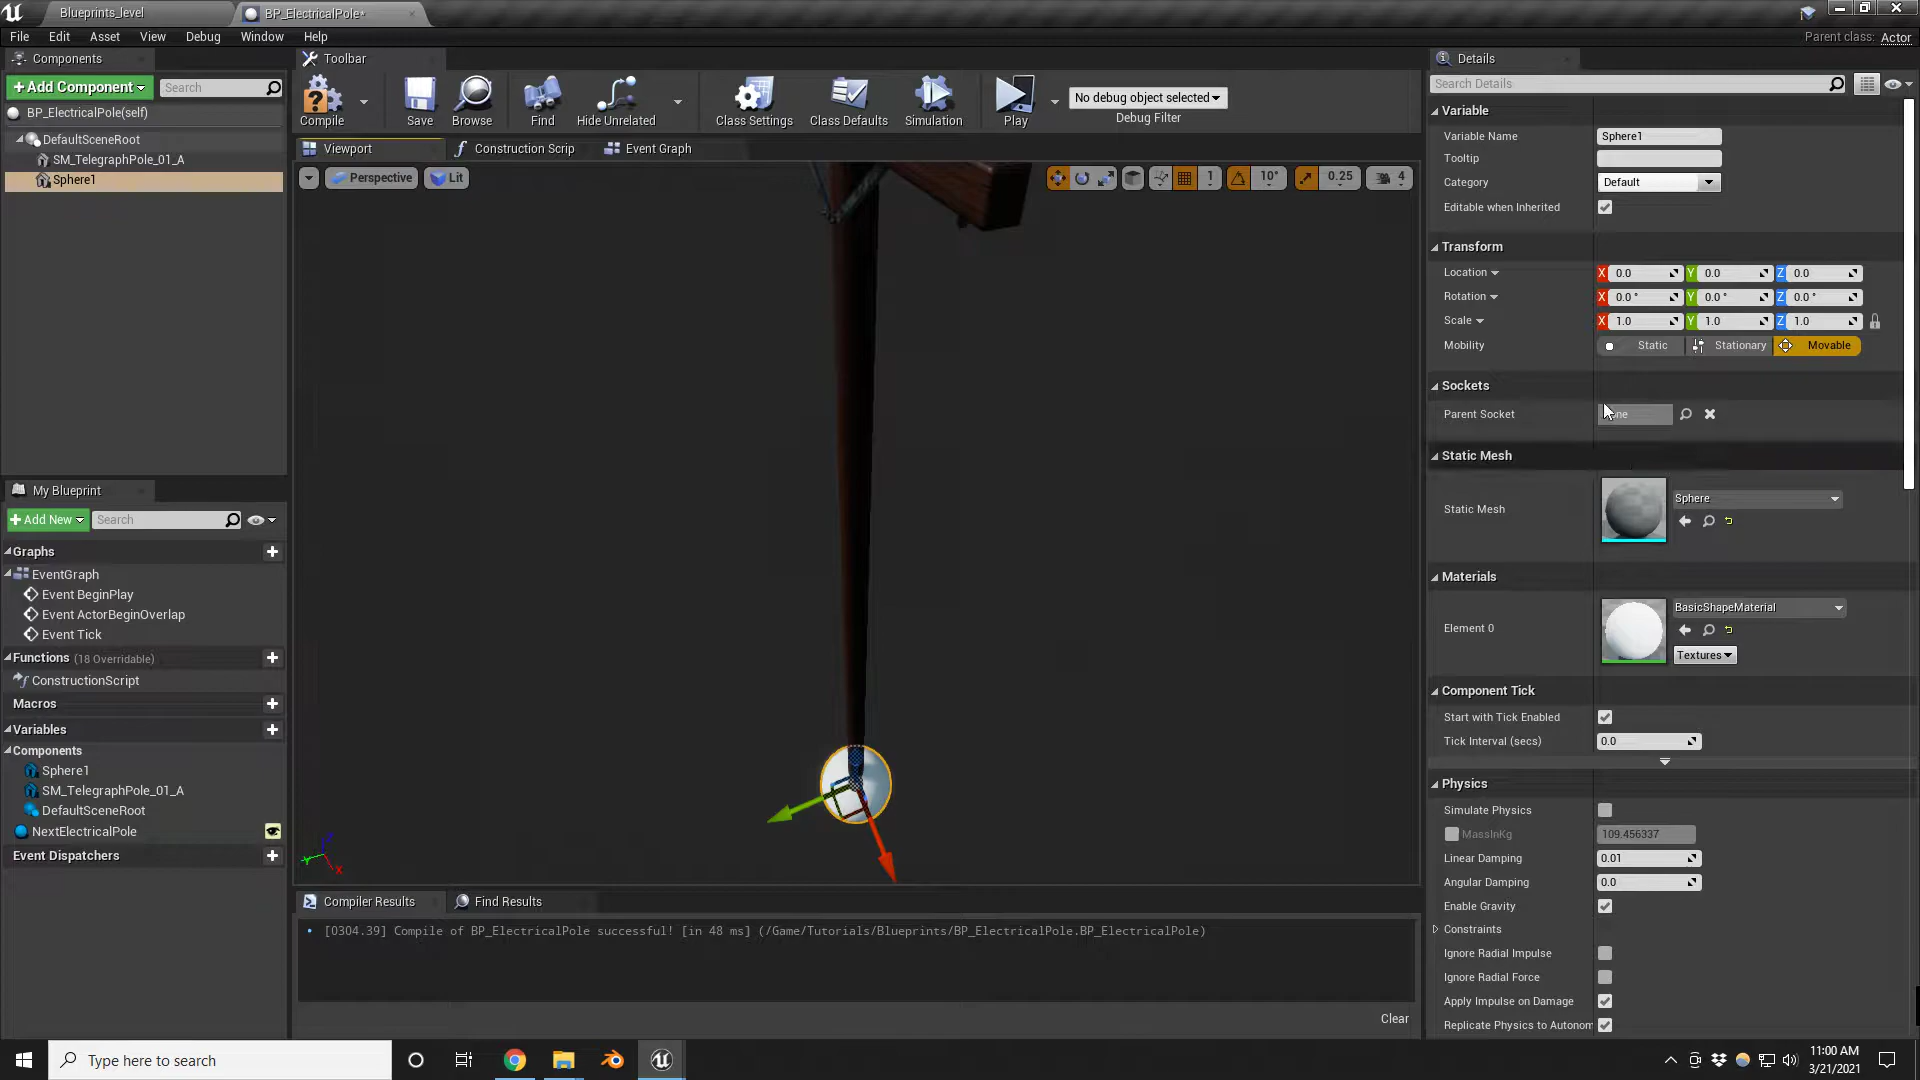 Blueprints_level
BP_ElectricalPole*
File Edit Asset View Debug Window Help
Parent class: Actor
Components
+Add Component
Search
BP_ElectricalPole(self)
DefaultSceneRoot
SM_TelegraphPole_01_A
Sphere1
Toolbar
Compile
Save
Browse
Find
Hide Unrelated
Class Settings
Class Defaults
Simulation
Play
No debug object selected
Debug Filter
Viewport
Construction Scrip
Event Graph
Perspective
Lit
1
10°
0.25
4
My Blueprint
+Add New
Search
Graphs
EventGraph
Event BeginPlay
Event ActorBeginOverlap
Event Tick
Functions (18 Overridable)
ConstructionScript
Macros
Variables
Components
Sphere1
SM_TelegraphPole_01_A
DefaultSceneRoot
NextElectricalPole
Event Dispatchers
X
Compiler Results
Find Results
[0304.39] Compile of BP_ElectricalPole successful! [in 48 ms] (/Game/Tutorials/Blueprints/BP_ElectricalPole.BP_ElectricalPole)
Clear
Details
Search Details
Variable
Variable Name Sphere1
Tooltip
Category Default
Editable when Inherited
Transform
Location X 0.0 Y 0.0 Z 0.0
Rotation X 0.0° Y 0.0° Z 0.0°
Scale X 1.0 Y 1.0 Z 1.0
Mobility Static Stationary Movable
Sockets
Parent Socket
Static Mesh
Static Mesh Sphere
Materials
Element 0 BasicShapeMaterial
Textures
Component Tick
Start with Tick Enabled
Tick Interval (secs) 0.0
Physics
Simulate Physics
MassInKg 109.456337
Linear Damping 0.01
Angular Damping 0.0
Enable Gravity
Constraints
Ignore Radial Impulse
Ignore Radial Force
Apply Impulse on Damage
Replicate Physics to Autonom
Type here to search
11:00 AM
3/21/2021